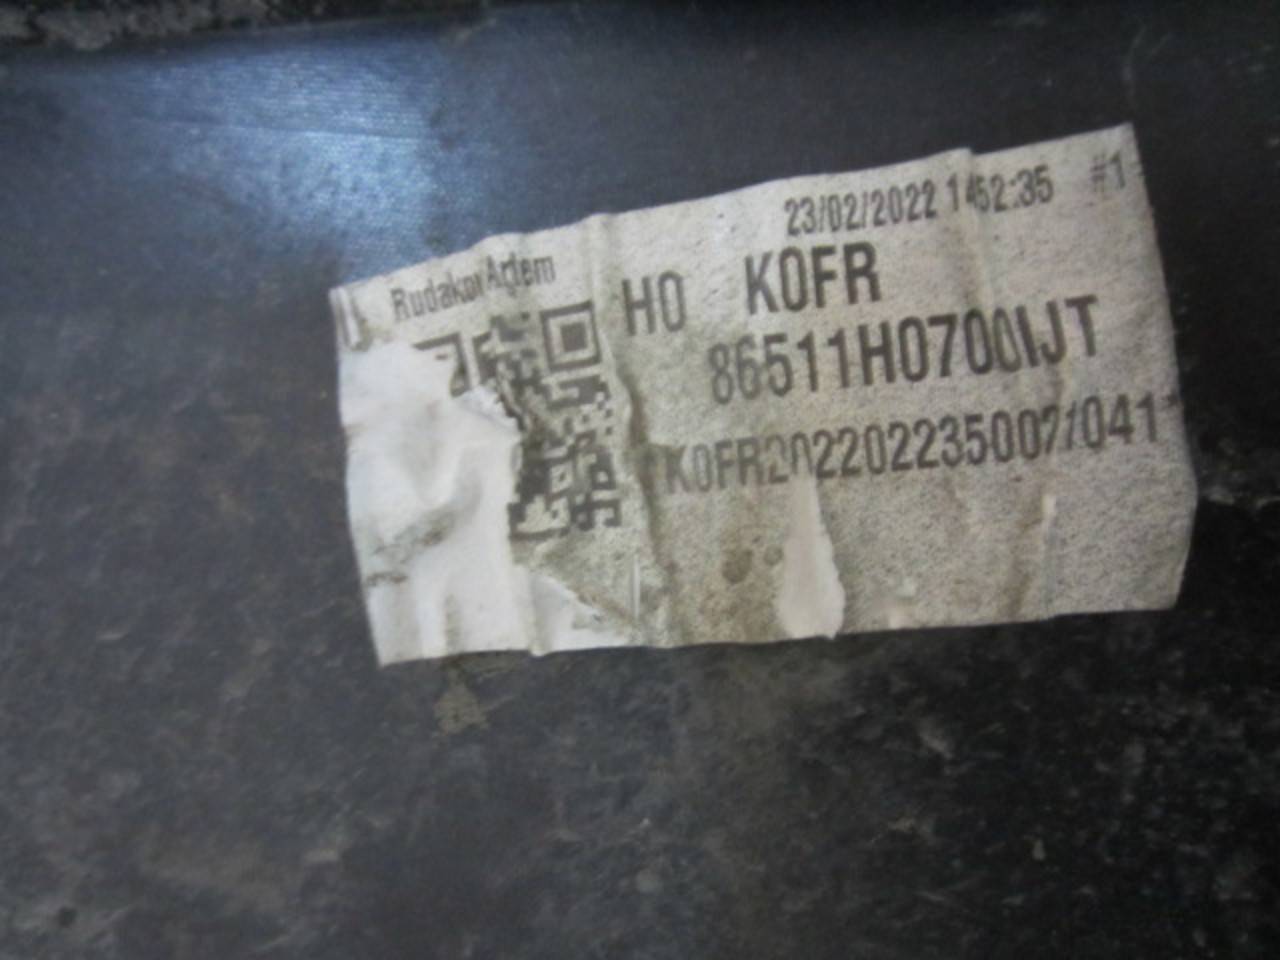 23/02/2022 1452:35 #1
Rudakov Artem
H0 K0FR
86511H0700IJT